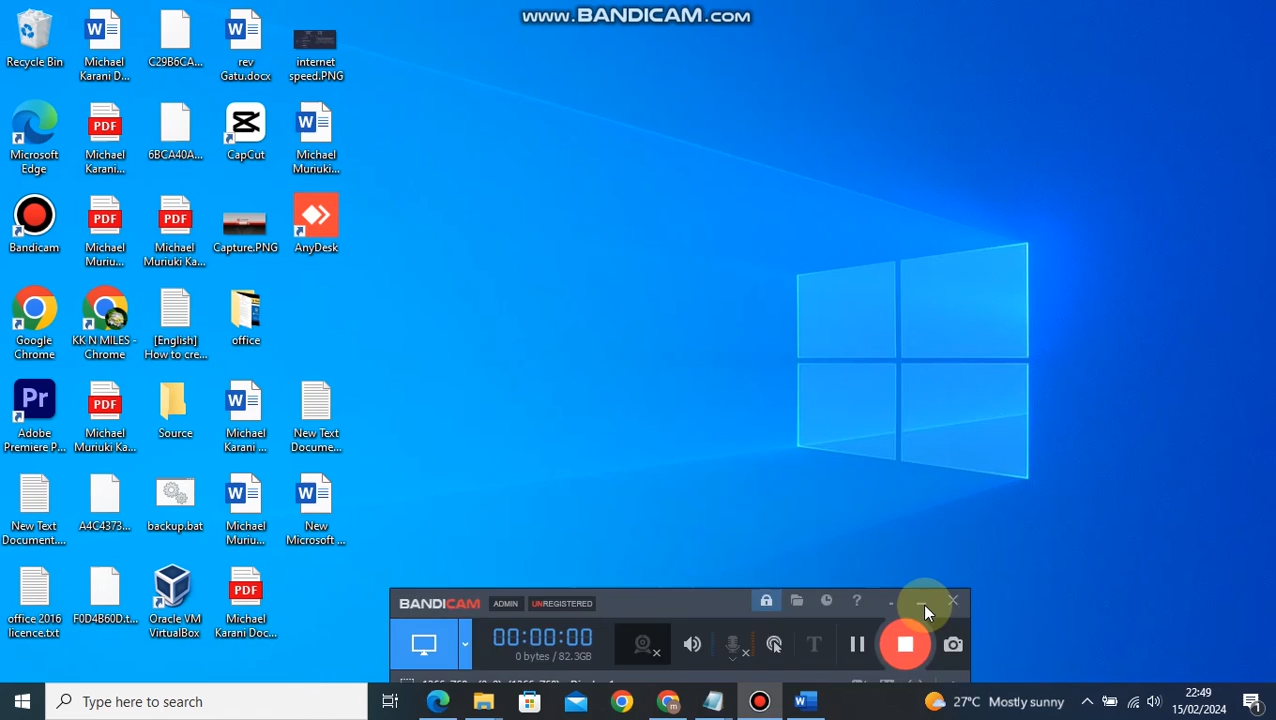 www.BANDICAM.com
Recycle Bin
Michael
Karani D...
C29B6CA...
rev
Gatu.docx
internet
speed.PNG
Microsoft
Edge
Michael
Karani...
6BCA40A...
CapCut
Michael
Muriuki...
Bandicam
Michael
Muriu...
Michael
Muriuki Ka...
Capture.PNG
AnyDesk
Google
Chrome
KK N MILES -
Chrome
[English]
How to cre...
office
Adobe
Premiere P...
Michael
Muriuki Ka...
Source
Michael
Karani ...
New Text
Docume...
New Text
Document....
A4C4373...
backup.bat
Michael
Muriu...
New
Microsoft ...
office 2016
licence.txt
F0D4B60D.t...
Oracle VM
VirtualBox
Michael
Karani Doc...
BANDICAM ADMIN UNREGISTERED
00:00:00
0 bytes / 82.3GB
Type here to search
27°C Mostly sunny
22:49
15/02/2024